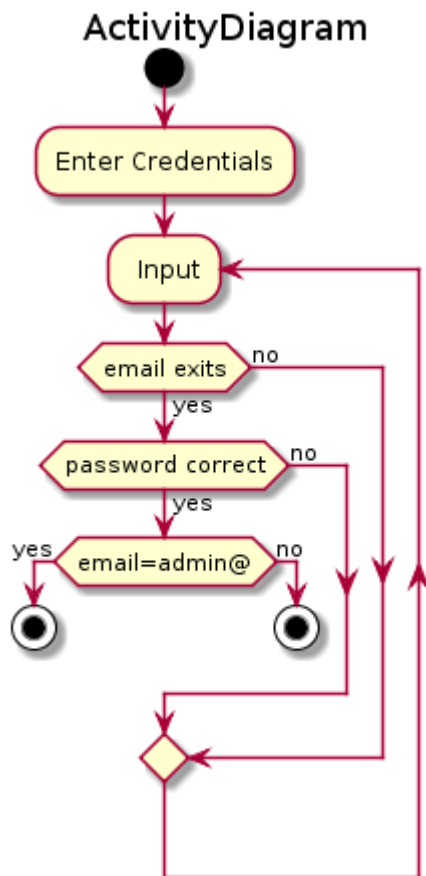 ActivityDiagram
Enter Credentials
Input
email exits
no
yes
password correct
no
yes
yes
email=admin@
no